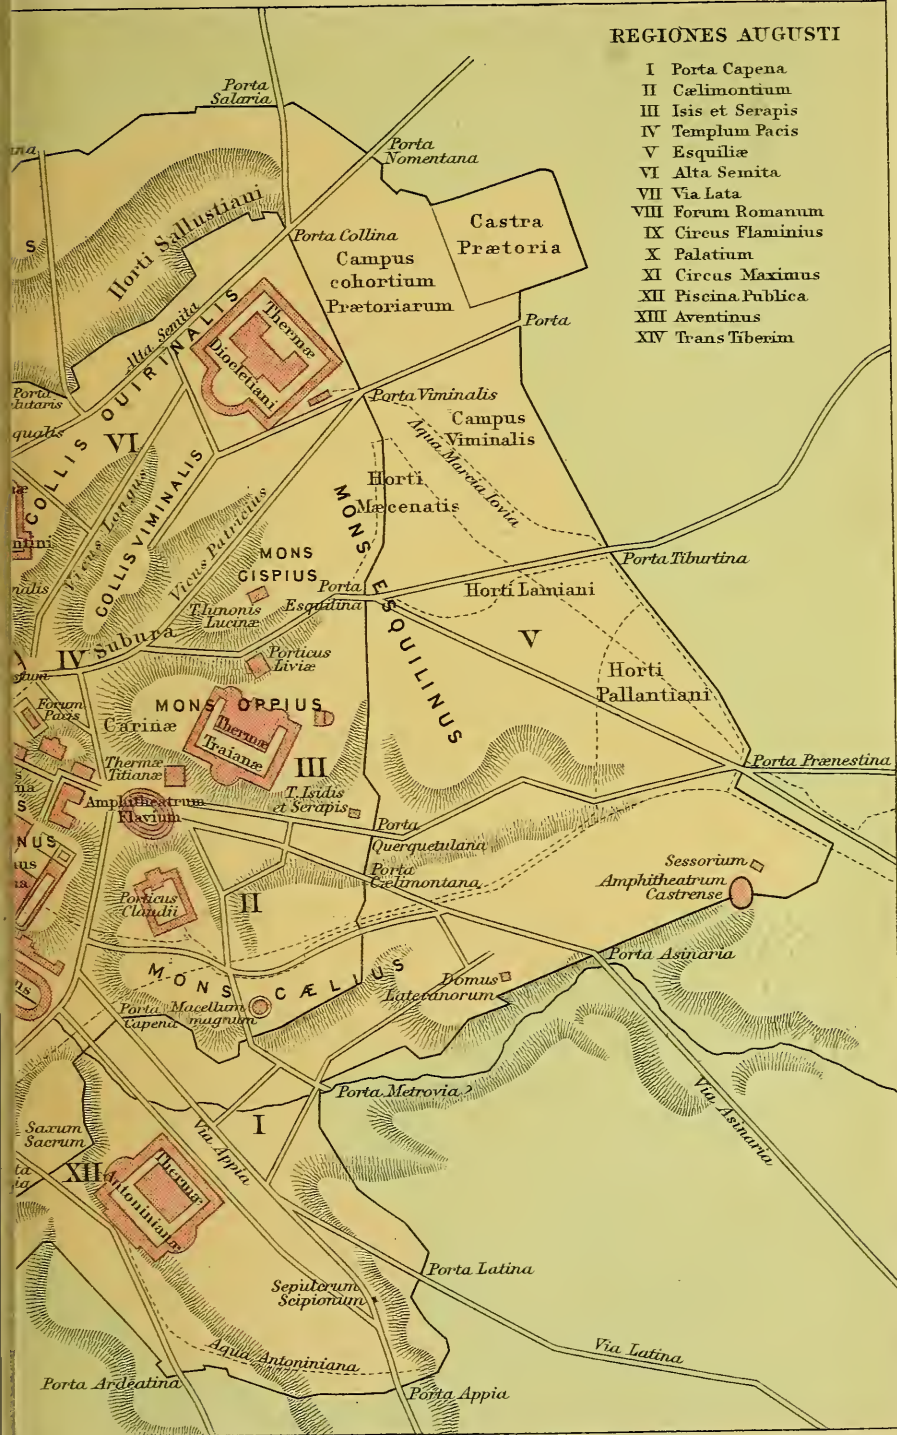 REGIONES AUGUSTI
I Porta Capena
II Cælimontium
III Isis et Serapis
IV Templum Pacis
V Esquiliæ
VI Alta Semita
VII Via Lata
VIII Forum Romanum
IX Circus Flaminius
X Palatium
XI Circus Maximus
XII Piscina Publica
XIII Aventinus
XIV Trans Tiberim
Porta
Salaria
Porta
Nomentana
Horti Sallustiani
Porta Collina
Campus
cohortium
Prætoriarum
Castra
Prætoria
S
Alta Semita
COLLIS QUIRINALIS
Thermæ
Diocletiani
Porta
Porta
lutaris
qualis
VI
Porta Viminalis
Campus
Viminalis
Aqua Marcia Iovia
Horti
Mæcenatis
Vicus Longus
COLLIS VIMINALIS
Vicus Patricius
MONS ESQUILINUS
MONS
CISPIUS
T. Iunonis
Lucinæ
Porta
Esquilina
Porta Tiburtina
Horti Lamiani
V
Horti
Pallantiani
IV
Subura
Porticus
Liviæ
Forum
Pacis
MONS OPPIUS
Carinæ
Thermæ
Traianæ
III
Thermæ
Titianæ
T. Isidis
et Serapis
Amphitheatrum
Flavium
Porta Prænestina
Porta
Querquetulana
Porta
Cælimontana
NUS
Porticus
Claudii
II
Sessorium
Amphitheatrum
Castrense
Porta Asinaria
MONS CÆLIUS
Domus
Lateranorum
Porta
Capena
Macellum
magnum
Porta Metrovia?
Via Asinaria
I
Via Appia
Saxum
Sacrum
XII
Thermæ
Antoninianæ
Porta Latina
Sepulcrum
Scipionum
Via Latina
Aqua Antoniniana
Porta Ardeatina
Porta Appia